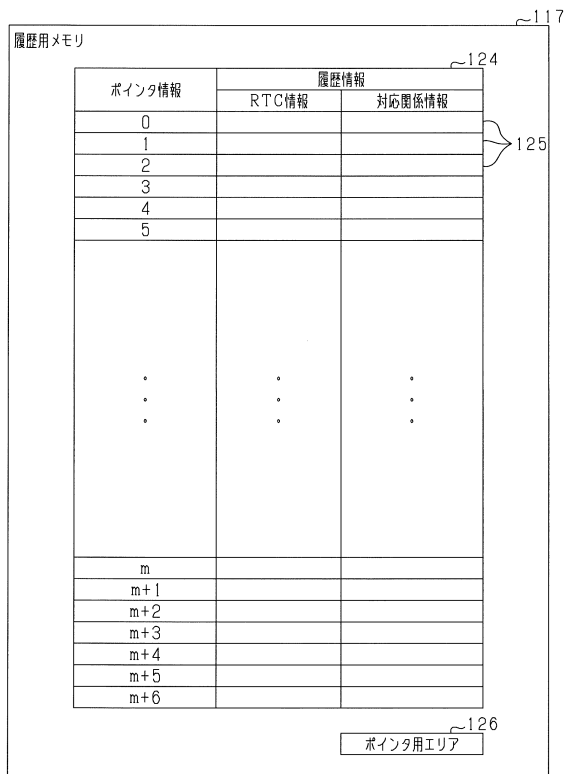 117
履歴用メモリ
124
ポインタ情報 履歴情報
RTC情報 対応関係情報
0
1
2
125
3
4
5
m
m+1
m+2
m+3
m+4
m+5
m+6
126
ポインタ用エリア